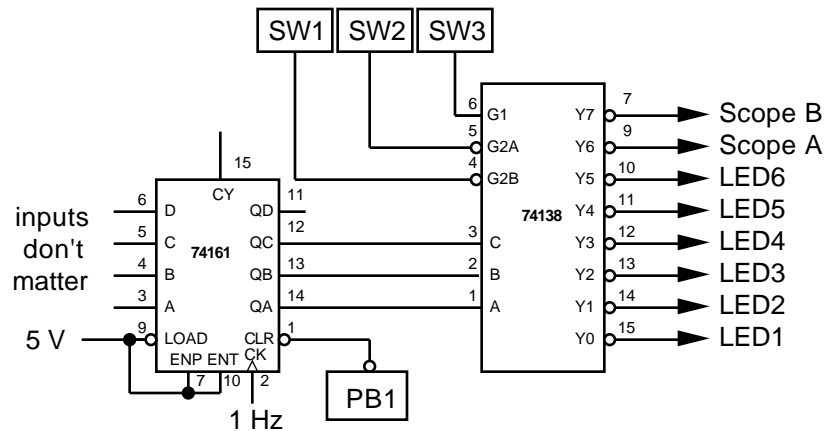 SW1 SW2 SW3
6 G1 Y7 7 Scope B
5 G2A Y6 9 Scope A
4 G2B Y5 10 LED6
74138 Y4 11 LED5
3 C Y3 12 LED4
2 B Y2 13 LED3
1 A Y1 14 LED2
Y0 15 LED1
15
CY
inputs
don't
matter
6 D QD 11
5 C 74161 QC 12
4 B QB 13
3 A QA 14
5 V 9 LOAD CLR 1
CK
ENP ENT
7 10 2
1 Hz
PB1